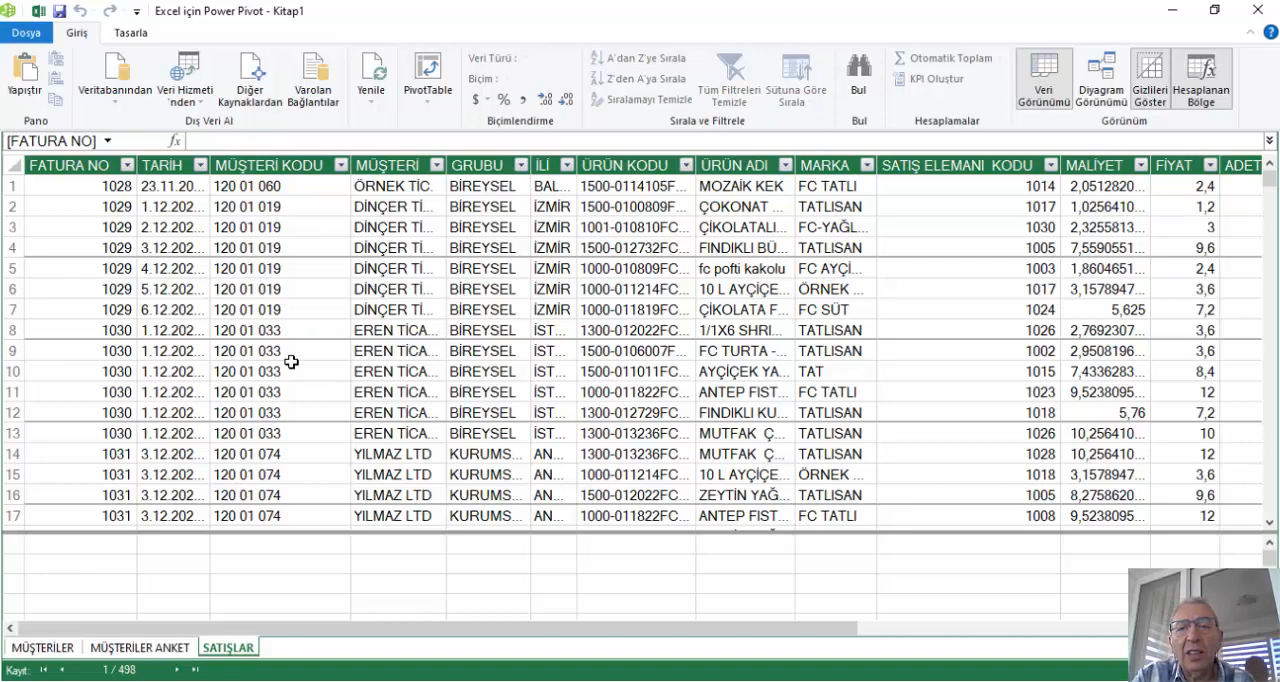 Excel için Power Pivot - Kitap1
Dosya Giriş Tasarla
Yapıştır
Pano
Veritabanından
Veri Hizmeti 'nden
Diğer Kaynaklardan
Varolan Bağlantılar
Dış Veri Al
Yenile
PivotTable
Veri Türü :
Biçim :
$ % ,
Biçimlendirme
A'dan Z'ye Sırala
Z'den A'ya Sırala
Sıralamayı Temizle
Tüm Filtreleri Temizle
Sütuna Göre Sırala
Sırala ve Filtrele
Bul
Bul
Otomatik Toplam
KPI Oluştur
Hesaplamalar
Veri Görünümü
Diyagram Görünümü
Gizlileri Göster
Hesaplanan Bölge
Görünüm
[FATURA NO] fx
FATURA NO TARİH MÜŞTERİ KODU MÜŞTERİ GRUBU İLİ ÜRÜN KODU ÜRÜN ADI MARKA SATIŞ ELEMANI KODU MALİYET FİYAT ADET
1 1028 23.11.20... 120 01 060 ÖRNEK TİC. BİREYSEL BAL... 1500-0114105F... MOZAİK KEK FC TATLI 1014 2,0512820... 2,4
2 1029 1.12.202... 120 01 019 DİNÇER Tİ... BİREYSEL İZMİR 1500-0100809F... ÇOKONAT ... TATLISAN 1017 1,0256410... 1,2
3 1029 2.12.202... 120 01 019 DİNÇER Tİ... BİREYSEL İZMİR 1001-010810FC... ÇİKOLATALI... FC-YAĞL... 1030 2,3255813... 3
4 1029 3.12.202... 120 01 019 DİNÇER Tİ... BİREYSEL İZMİR 1500-012732FC... FINDIKLI BÜ... TATLISAN 1005 7,5590551... 9,6
5 1029 4.12.202... 120 01 019 DİNÇER Tİ... BİREYSEL İZMİR 1000-010809FC... fc pofti kakolu FC AYÇİ... 1003 1,8604651... 2,4
6 1029 5.12.202... 120 01 019 DİNÇER Tİ... BİREYSEL İZMİR 1000-011214FC... 10 L AYÇİÇE... ÖRNEK ... 1017 3,1578947... 3,6
7 1029 6.12.202... 120 01 019 DİNÇER Tİ... BİREYSEL İZMİR 1000-011819FC... ÇİKOLATA F... FC SÜT 1024 5,625 7,2
8 1030 1.12.202... 120 01 033 EREN TİCA... BİREYSEL İST... 1300-012022FC... 1/1X6 SHRI... TATLISAN 1026 2,7692307... 3,6
9 1030 1.12.202... 120 01 033 EREN TİCA... BİREYSEL İST... 1500-0106007F... FC TURTA -... TATLISAN 1002 2,9508196... 3,6
10 1030 1.12.202... 120 01 033 EREN TİCA... BİREYSEL İST... 1500-011011FC... AYÇİÇEK YA... TAT 1015 7,4336283... 8,4
11 1030 1.12.202... 120 01 033 EREN TİCA... BİREYSEL İST... 1000-011822FC... ANTEP FIST... FC TATLI 1023 9,5238095... 12
12 1030 1.12.202... 120 01 033 EREN TİCA... BİREYSEL İST... 1300-012729FC... FINDIKLI KU... TATLISAN 1018 5,76 7,2
13 1030 1.12.202... 120 01 033 EREN TİCA... BİREYSEL İST... 1300-013236FC... MUTFAK Ç... TATLISAN 1026 10,256410... 10
14 1031 3.12.202... 120 01 074 YILMAZ LTD KURUMS... AN... 1300-013236FC... MUTFAK Ç... TATLISAN 1028 10,256410... 12
15 1031 3.12.202... 120 01 074 YILMAZ LTD KURUMS... AN... 1000-011214FC... 10 L AYÇİÇE... ÖRNEK ... 1018 3,1578947... 3,6
16 1031 3.12.202... 120 01 074 YILMAZ LTD KURUMS... AN... 1500-012022FC... ZEYTİN YAĞ... TATLISAN 1005 8,2758620... 9,6
17 1031 3.12.202... 120 01 074 YILMAZ LTD KURUMS... AN... 1000-011822FC... ANTEP FIST... FC TATLI 1008 9,5238095... 12
MÜŞTERİLER MÜŞTERİLER ANKET SATIŞLAR
Kayıt: 1 / 498